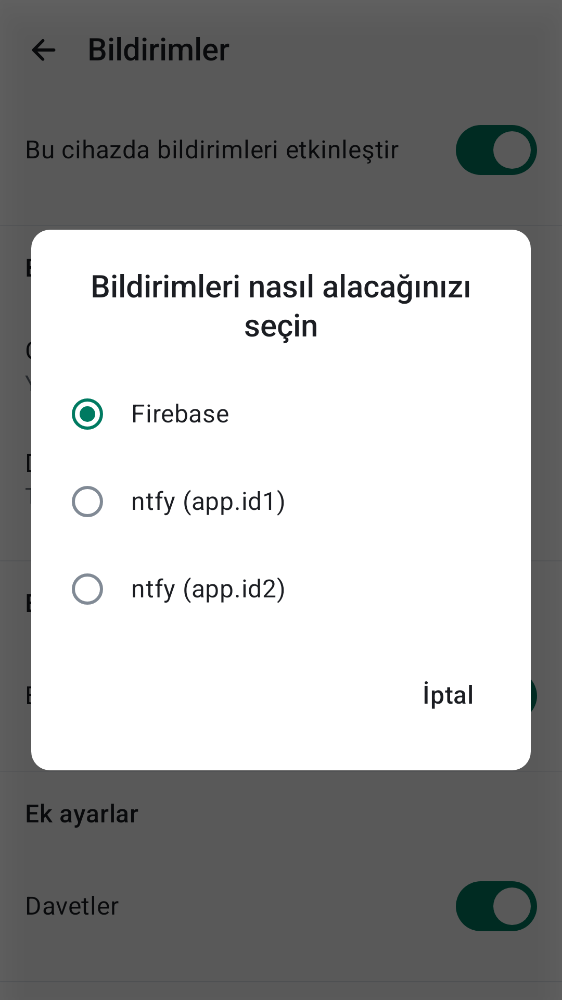 Bildirimler
Bu cihazda bildirimleri etkinleştir
Bildirimleri nasıl alacağınızı
seçin
Firebase
ntfy (app.id1)
ntfy (app.id2)
İptal
Ek ayarlar
Davetler